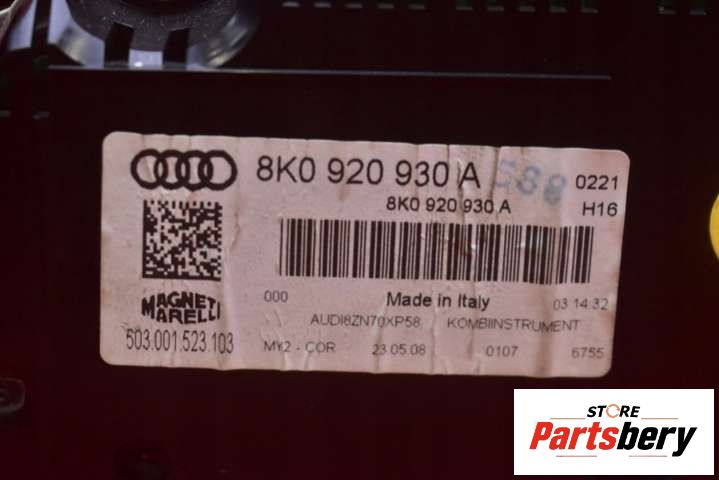 8K0 920 930 A 588 0221
8K0 920 930 A H16
MAGNETI
MARELLI
503.001.523.103
000 Made in Italy 03 14.32
AUDI8ZN70XP58 KOMBIINSTRUMENT
MY2 - COR 23.05.08 0107 6755
STORE
Partsbery